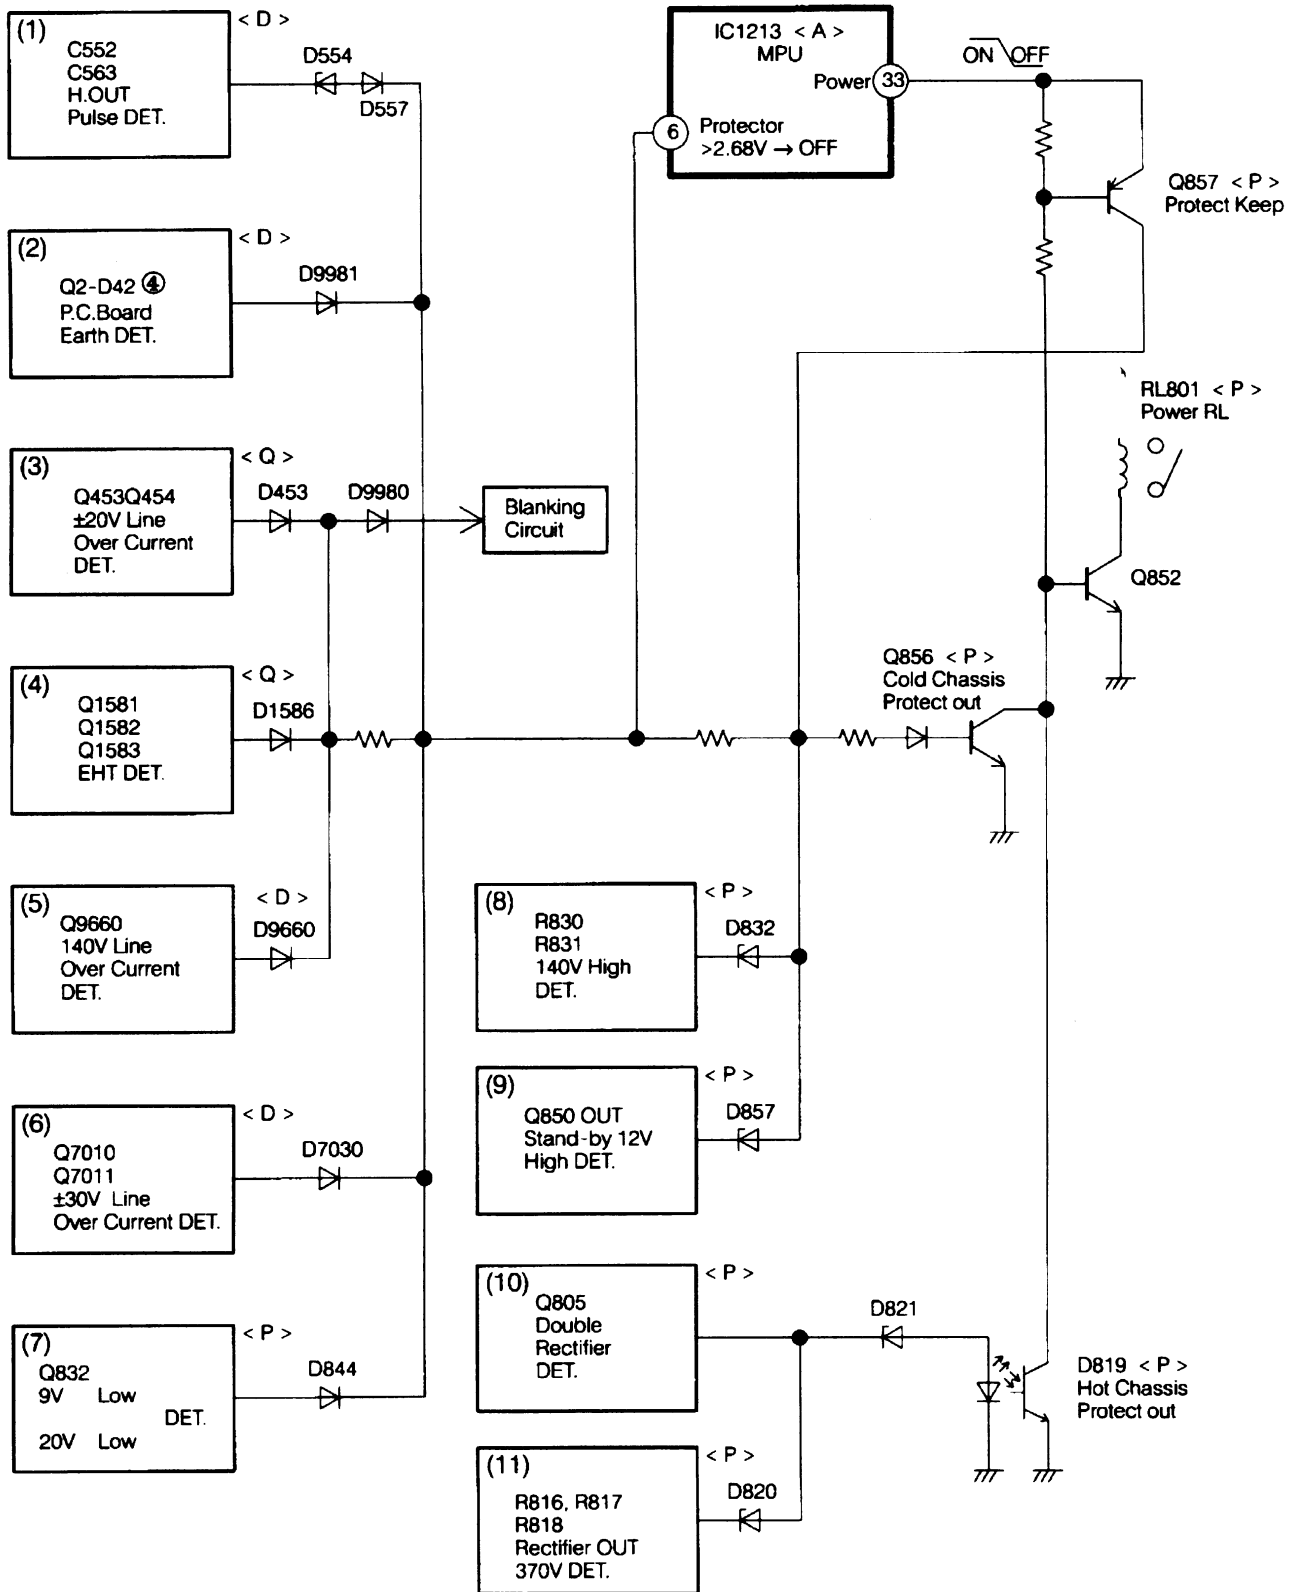 (1)
C552
C563
H.OUT
Pulse DET.
< D >
D554
D557
IC1213 < A >
MPU
Power 33
6 Protector
>2.68V → OFF
ON OFF
Q857 < P >
Protect Keep
(2)
Q2-D42 ④
P.C.Board
Earth DET.
< D >
D9981
RL801 < P >
Power RL
(3)
Q453Q454
±20V Line
Over Current
DET.
< Q >
D453
D9980
Blanking
Circuit
Q852
(4)
Q1581
Q1582
Q1583
EHT DET.
< Q >
D1586
Q856 < P >
Cold Chassis
Protect out
(5)
Q9660
140V Line
Over Current
DET.
< D >
D9660
(8)
R830
R831
140V High
DET.
< P >
D832
(9)
Q850 OUT
Stand-by 12V
High DET.
< P >
D857
(6)
Q7010
Q7011
±30V Line
Over Current DET.
< D >
D7030
(10)
Q805
Double
Rectifier
DET.
< P >
D821
(7)
Q832
9V Low
DET.
20V Low
< P >
D844
D819 < P >
Hot Chassis
Protect out
(11)
R816, R817
R818
Rectifier OUT
370V DET.
< P >
D820